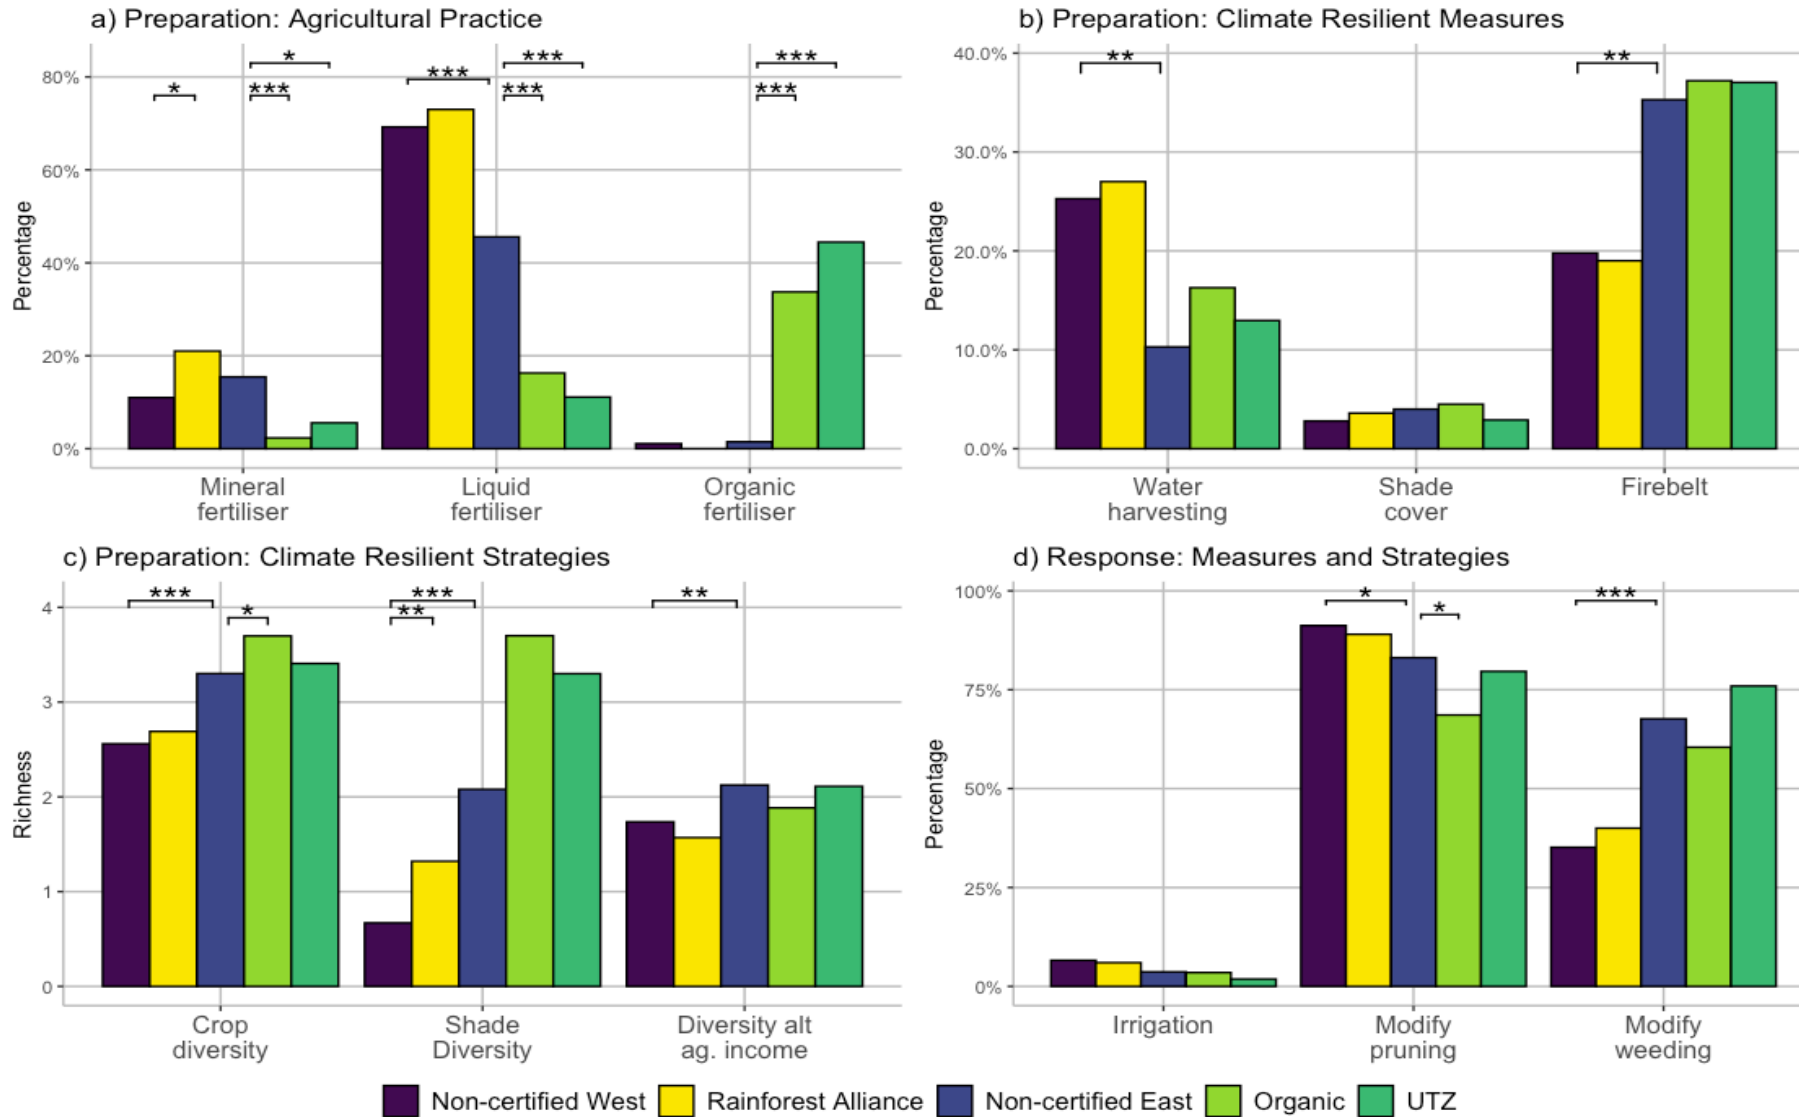 a) Preparation: Agricultural Practice
* *** *
*** *** ***
*** ***
Percentage
80%
60%
40%
20%
0%
Mineral fertiliser
Liquid fertiliser
Organic fertiliser
b) Preparation: Climate Resilient Measures
** **
Percentage
40.0%
30.0%
20.0%
10.0%
0.0%
Water harvesting
Shade cover
Firebelt
c) Preparation: Climate Resilient Strategies
*** * *** ** **
Richness
4
3
2
1
0
Crop diversity
Shade Diversity
Diversity alt ag. income
d) Response: Measures and Strategies
* * ***
Percentage
100%
75%
50%
25%
0%
Irrigation
Modify pruning
Modify weeding
Non-certified West Rainforest Alliance Non-certified East Organic UTZ